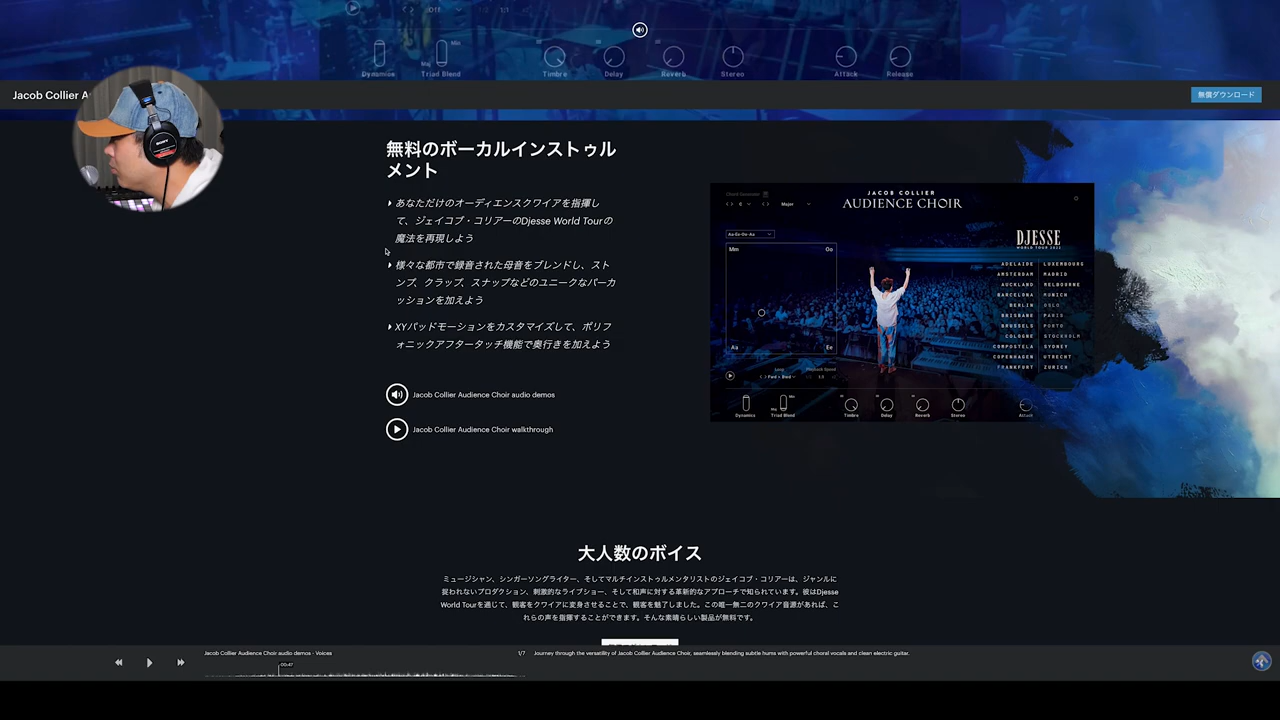 Off 1/2 1:1 x2
Min
Maj
Dynamics Triad Blend Timbre Delay Reverb Stereo Attack Release
Jacob Collier A
無償ダウンロード
SONY
無料のボーカルインストゥル
メント
あなただけのオーディエンスクワイアを指揮し
て、ジェイコブ・コリアーのDjesse World Tourの
魔法を再現しよう
様々な都市で録音された母音をブレンドし、スト
ンプ、クラップ、スナップなどのユニークなパーカ
ッションを加えよう
XYパッドモーションをカスタマイズして、ポリフ
ォニックアフタータッチ機能で奥行きを加えよう
Jacob Collier Audience Choir audio demos
Jacob Collier Audience Choir walkthrough
Chord Generator
C Major
JACOB COLLIER
AUDIENCE CHOIR
Mm Oo
Aa Ee
DJESSE
WORLD TOUR 2022
ADELAIDE LUXEMBOURG
AMSTERDAM MADRID
AUCKLAND MELBOURNE
BARCELONA MUNICH
BERLIN OSLO
BRISBANE PARIS
BRUSSELS PORTO
COLOGNE STOCKHOLM
COMPOSTELA SYDNEY
COPENHAGEN UTRECHT
FRANKFORT ZURICH
Loop Playback Speed
Fwd > Bwd
Min
Maj
Dynamics Triad Blend Timbre Delay Reverb Stereo Attack
大人数のボイス
ミュージシャン、シンガーソングライター、そしてマルチインストゥルメンタリストのジェイコブ・コリアーは、ジャンルに
捉われないプロダクション、刺激的なライブショー、そして和声に対する革新的なアプローチで知られています。彼はDjesse
World Tourを通じて、観客をクワイアに変身させることで、観客を魅了しました。この唯一無二のクワイア音源があれば、こ
れらの声を指揮することができます。そんな素晴らしい製品が無料です。
Jacob Collier Audience Choir audio demos - Voices
1/7 Journey through the versatility of Jacob Collier Audience Choir, seamlessly blending subtle hums with powerful choral vocals and clean electric guitar.
00:47